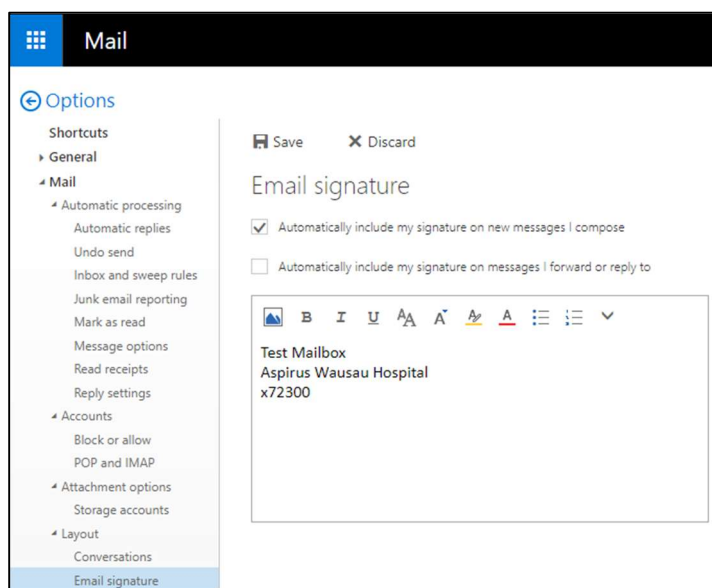 Mail
Options
Shortcuts
General
Mail
Automatic processing
Automatic replies
Undo send
Inbox and sweep rules
Junk email reporting
Mark as read
Message options
Read receipts
Reply settings
Accounts
Block or allow
POP and IMAP
Attachment options
Storage accounts
Layout
Conversations
Email signature
Save Discard
Email signature
Automatically include my signature on new messages I compose
Automatically include my signature on messages I forward or reply to
B I U AA A A A
Test Mailbox
Aspirus Wausau Hospital
x72300